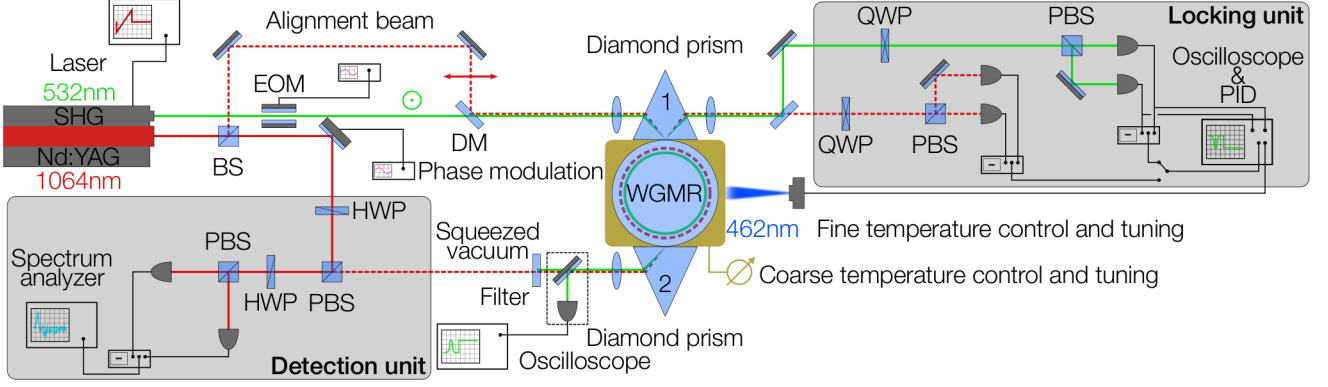 Alignment beam
Laser
532nm
SHG
Nd:YAG
1064nm
EOM
BS
DM
Phase modulation
Diamond prism
1
WGMR
2
Diamond prism
462nm
Fine temperature control and tuning
Coarse temperature control and tuning
Locking unit
QWP
PBS
QWP
PBS
Oscilloscope
&
PID
-
-
HWP
PBS
HWP
PBS
Spectrum
analyzer
-
Detection unit
Squeezed
vacuum
Filter
Oscilloscope